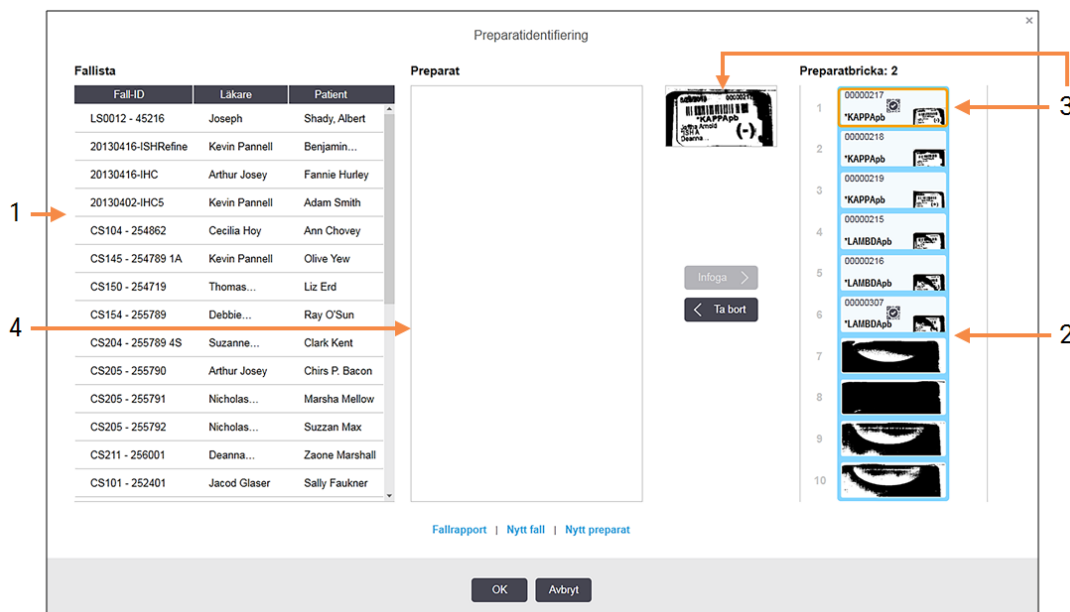 ×
Preparatidentifiering
Fallista
Fall-ID Läkare Patient
LS0012 - 45216 Joseph Shady, Albert
20130416-ISHRefine Kevin Pannell Benjamin...
20130416-IHC Arthur Josey Fannie Hurley
20130402-IHC5 Kevin Pannell Adam Smith
CS104 - 254862 Cecilia Hoy Ann Chovey
CS145 - 254789 1A Kevin Pannell Olive Yew
CS150 - 254719 Thomas... Liz Erd
CS154 - 255789 Debbie... Ray O'Sun
CS204 - 255789 4S Suzanne... Clark Kent
CS205 - 255790 Arthur Josey Chirs P. Bacon
CS205 - 255791 Nicholas... Marsha Mellow
CS205 - 255792 Nicholas... Suzzan Max
CS211 - 256001 Deanna... Zaone Marshall
CS101 - 252401 Jacod Glaser Sally Faukner
1
4
Preparat
*KAPPApb
Deanna ...
(-)
Infoga >
< Ta bort
Preparatbricka: 2
1 00000217
*KAPPApb
2 00000218
*KAPPApb
3 00000219
*KAPPApb
4 00000215
*LAMBDApb
5 00000216
*LAMBDApb
6 00000307
*LAMBDApb
7
8
9
10
3
2
Fallrapport | Nytt fall | Nytt preparat
OK Avbryt